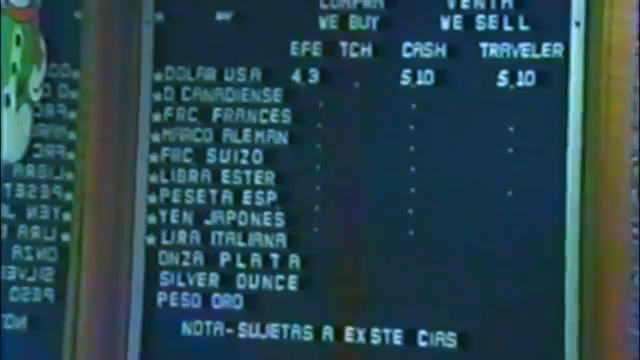 COMPRA VENTA
WE BUY WE SELL
EFE TCH CASH TRAVELER
*DOLAR USA 4.3 . 5.10 5.10
*D CANADIENSE
*FRC FRANCES
*MARCO ALEMAN
*FRC SUIZO
*LIBRA ESTER
*PESETA ESP
*YEN JAPONES
*LIRA ITALIANA
ONZA PLATA
SILVER OUNCE
PESO ORO
NOTA-SUJETAS A EXSTE CIAS